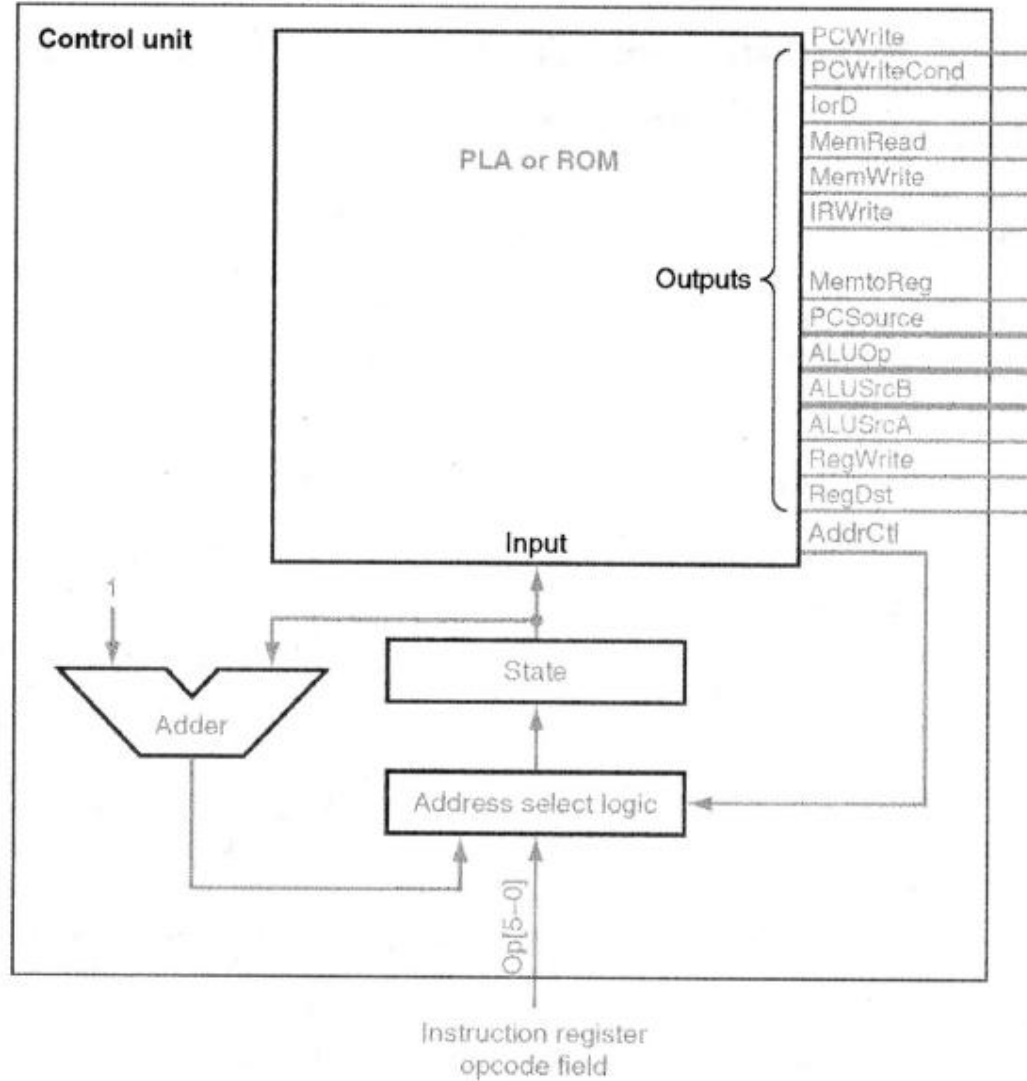 Control unit
PCWrite
PCWriteCond
IorD
MemRead
PLA or ROM
MemWrite
IRWrite
Outputs
MemtoReg
PCSource
ALUOp
ALUSrcB
ALUSrcA
RegWrite
RegDst
AddrCtl
Input
1
State
Adder
Address select logic
Op[5–0]
Instruction register
opcode field